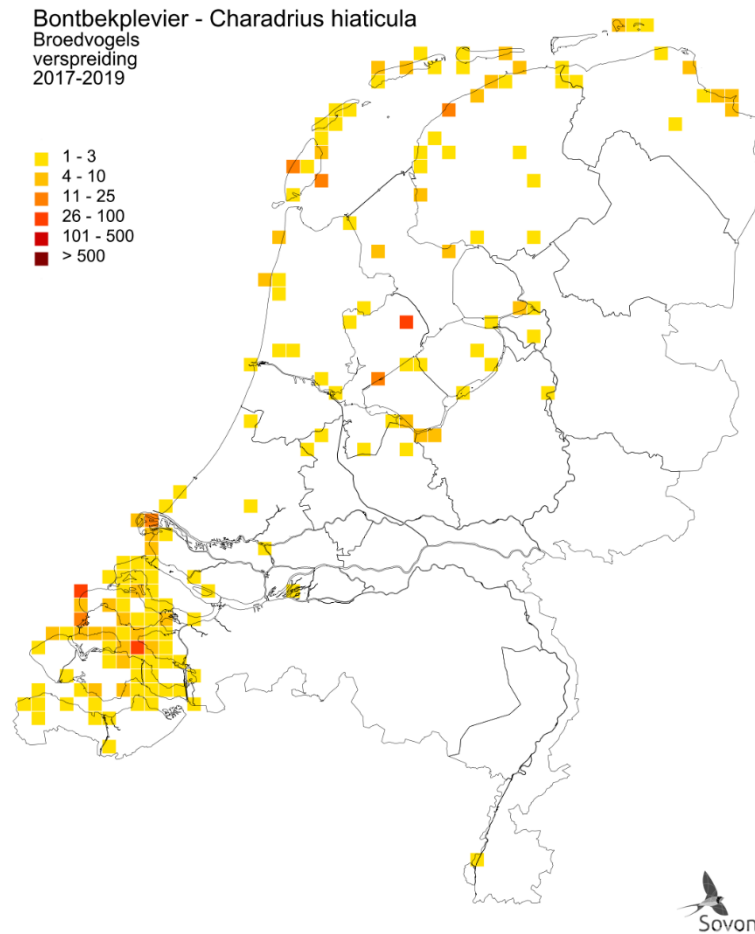 Bontbekplevier - Charadrius hiaticula
Broedvogels
verspreiding
2017-2019
1 - 3
4 - 10
11 - 25
26 - 100
101 - 500
> 500
Sovon